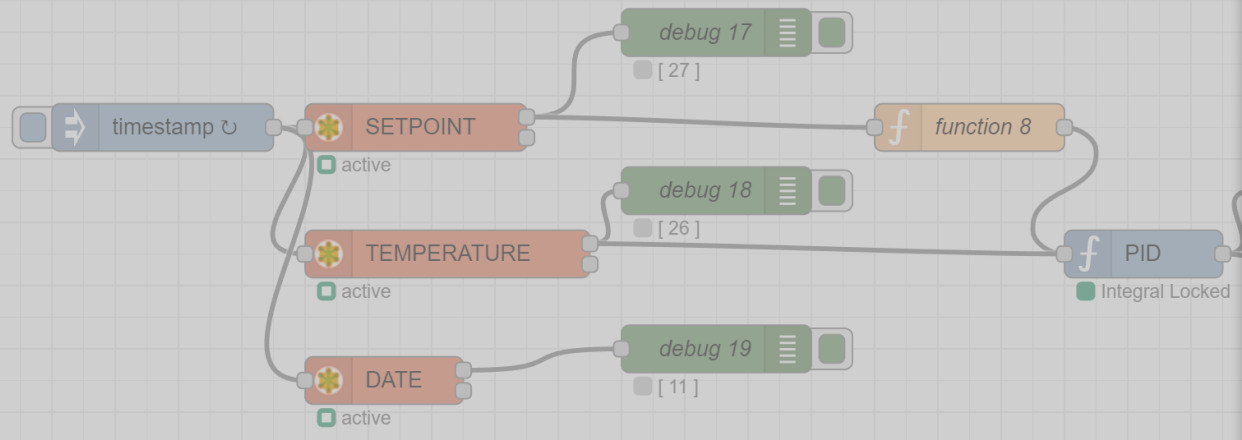 debug 17
[ 27 ]
timestamp ↻
SETPOINT
function 8
active
debug 18
[ 26 ]
TEMPERATURE
PID
active
Integral Locked
debug 19
[ 11 ]
DATE
active